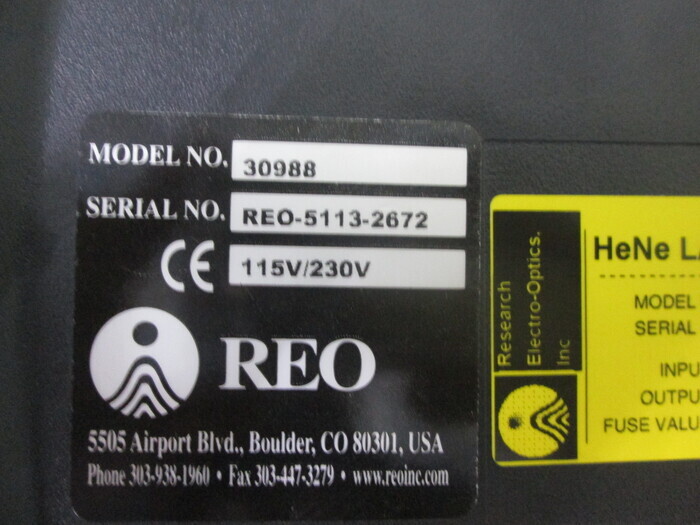 MODEL NO. 30988
SERIAL NO. REO-5113-2672
CE 115V/230V
REO
5505 Airport Blvd., Boulder, CO 80301, USA
Phone 303-938-1960 • Fax 303-447-3279 • www.reoinc.com
Research
Electro-Optics.
Inc
HeNe
MODEL
SERIAL
FUSE